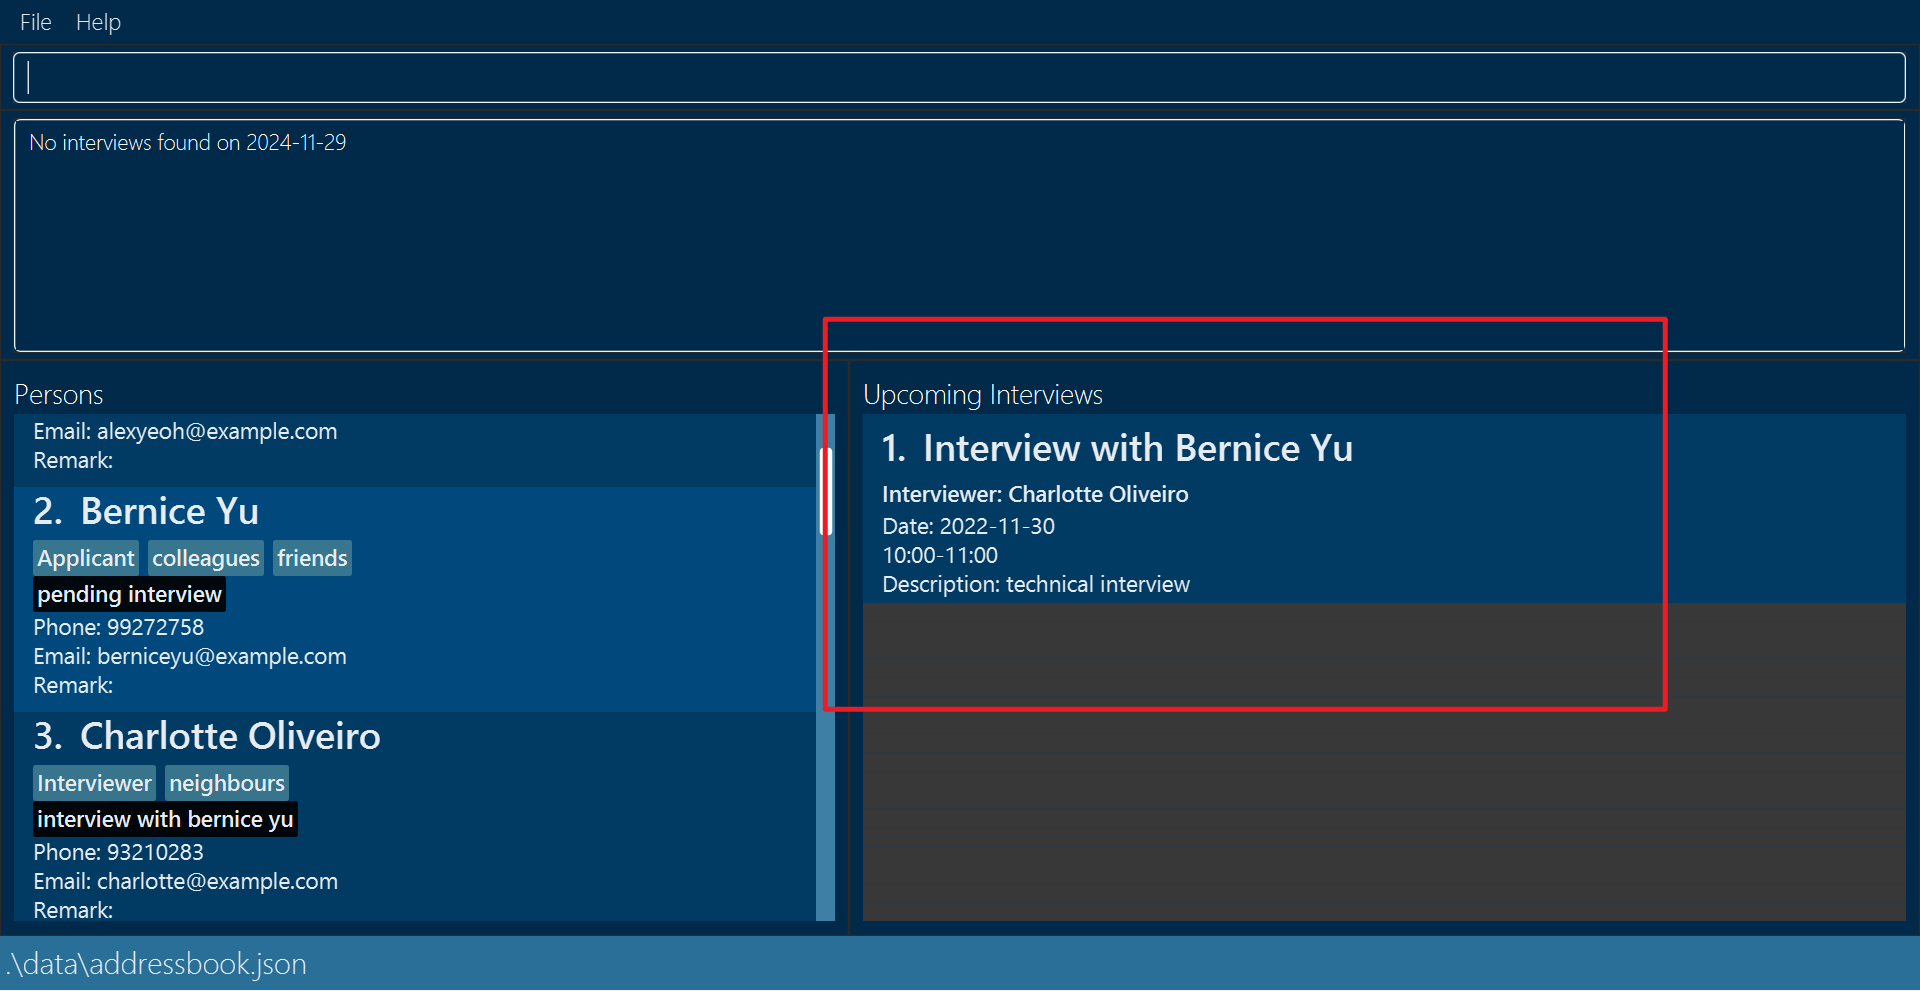 File Help
No interviews found on 2024-11-29
Persons
Email: alexyeoh@example.com
Remark:
2. Bernice Yu
Applicant colleagues friends
pending interview
Phone: 99272758
Email: berniceyu@example.com
Remark:
3. Charlotte Oliveiro
Interviewer neighbours
interview with bernice yu
Phone: 93210283
Email: charlotte@example.com
Remark:
Upcoming Interviews
1. Interview with Bernice Yu
Interviewer: Charlotte Oliveiro
Date: 2022-11-30
10:00-11:00
Description: technical interview
.\data\addressbook.json